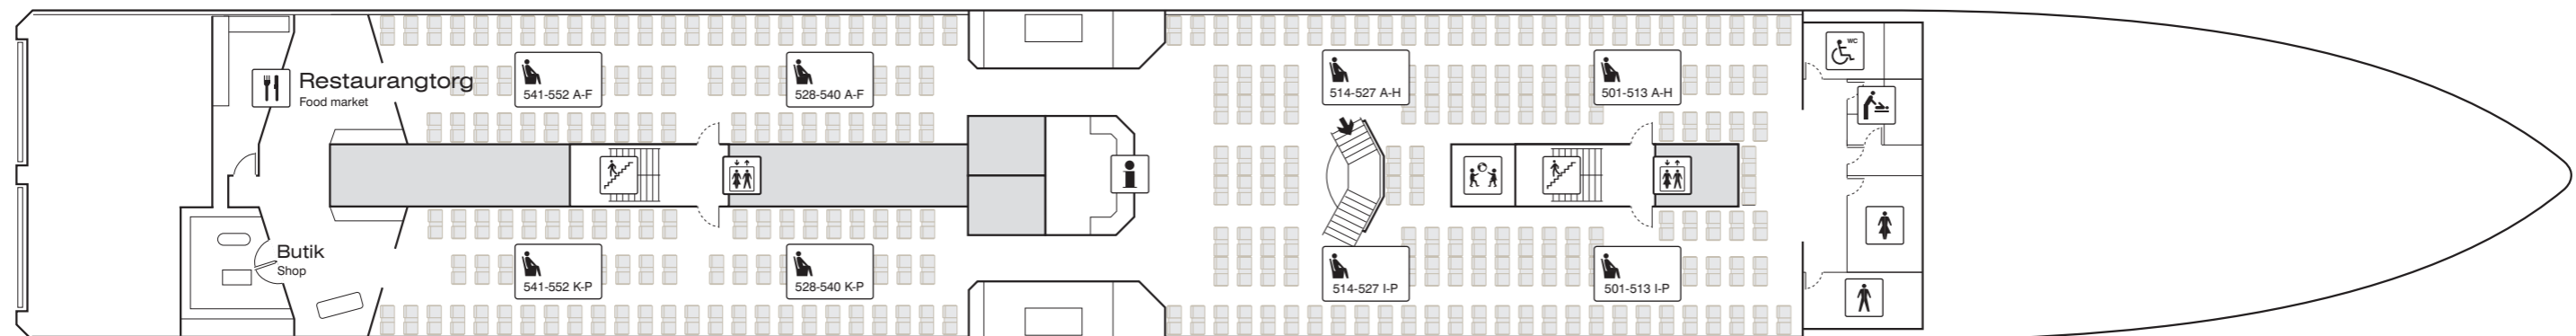 Restaurangtorg
Food market
541-552 A-F
528-540 A-F
514-527 A-H
501-513 A-H
WC
Butik
Shop
541-552 K-P
528-540 K-P
514-527 I-P
501-513 I-P